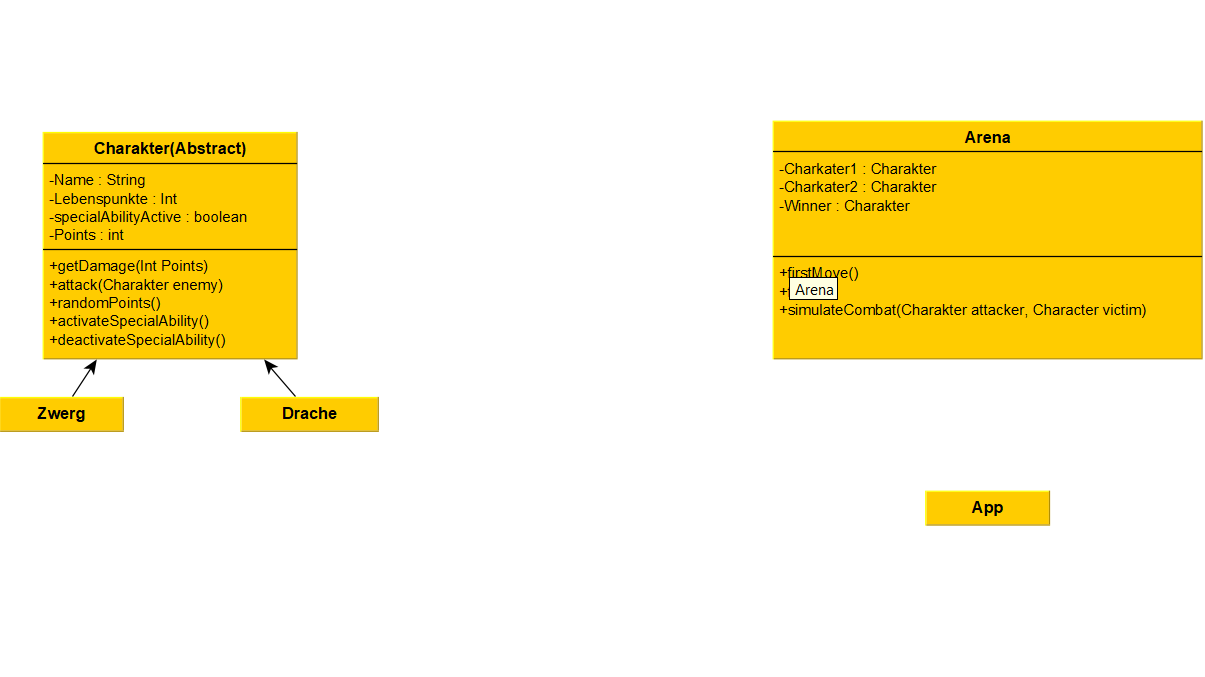 Charakter(Abstract)
-Name : String
-Lebenspunkte : Int
-specialAbilityActive : boolean
-Points : int
+getDamage(Int Points)
+attack(Charakter enemy)
+randomPoints()
+activateSpecialAbility()
+deactivateSpecialAbility()
Zwerg
Drache
Arena
-Charkater1 : Charakter
-Charkater2 : Charakter
-Winner : Charakter
+firstMove()
Arena
+simulateCombat(Charakter attacker, Character victim)
App